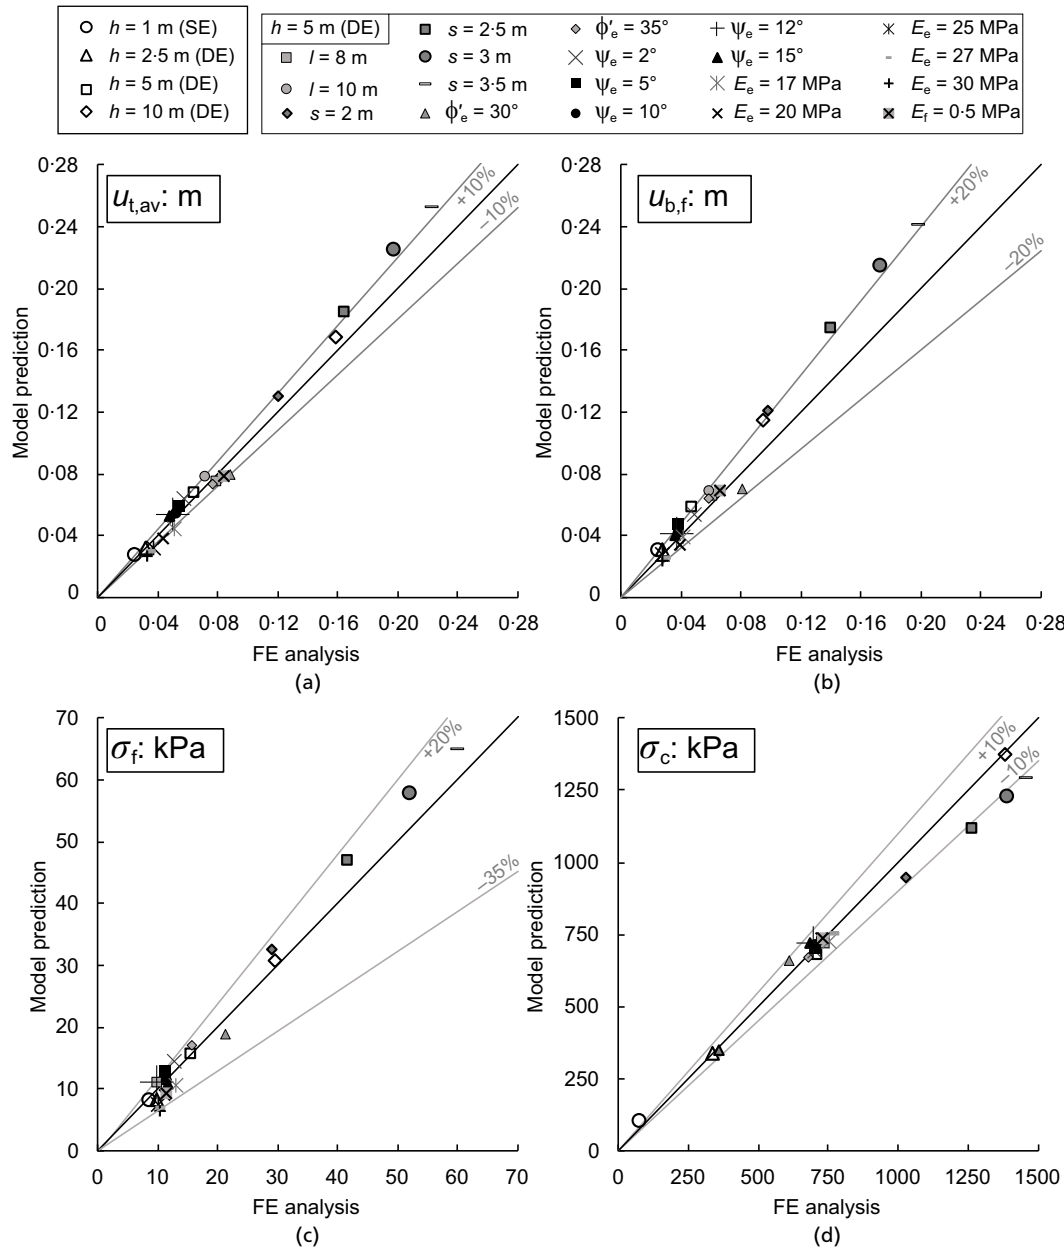 h = 1 m (SE)
h = 2·5 m (DE)
h = 5 m (DE)
h = 10 m (DE)
h = 5 m (DE)
l = 8 m
l = 10 m
s = 2 m
s = 2·5 m
s = 3 m
s = 3·5 m
ϕ′e = 30°
ϕ′e = 35°
ψe = 2°
ψe = 5°
ψe = 10°
ψe = 12°
ψe = 15°
Ee = 17 MPa
Ee = 20 MPa
Ee = 25 MPa
Ee = 27 MPa
Ee = 30 MPa
Ef = 0·5 MPa
ut,av: m
+10%
−10%
Model prediction
0·28
0·24
0·20
0·16
0·12
0·08
0·04
0
0 0·04 0·08 0·12 0·16 0·20 0·24 0·28
FE analysis
(a)
ub,f: m
+20%
−20%
Model prediction
0·28
0·24
0·20
0·16
0·12
0·08
0·04
0
0 0·04 0·08 0·12 0·16 0·20 0·24 0·28
FE analysis
(b)
σf: kPa
+20%
−35%
Model prediction
70
60
50
40
30
20
10
0
0 10 20 30 40 50 60 70
FE analysis
(c)
σc: kPa
+10%
−10%
Model prediction
1500
1250
1000
750
500
250
0
0 250 500 750 1000 1250 1500
FE analysis
(d)